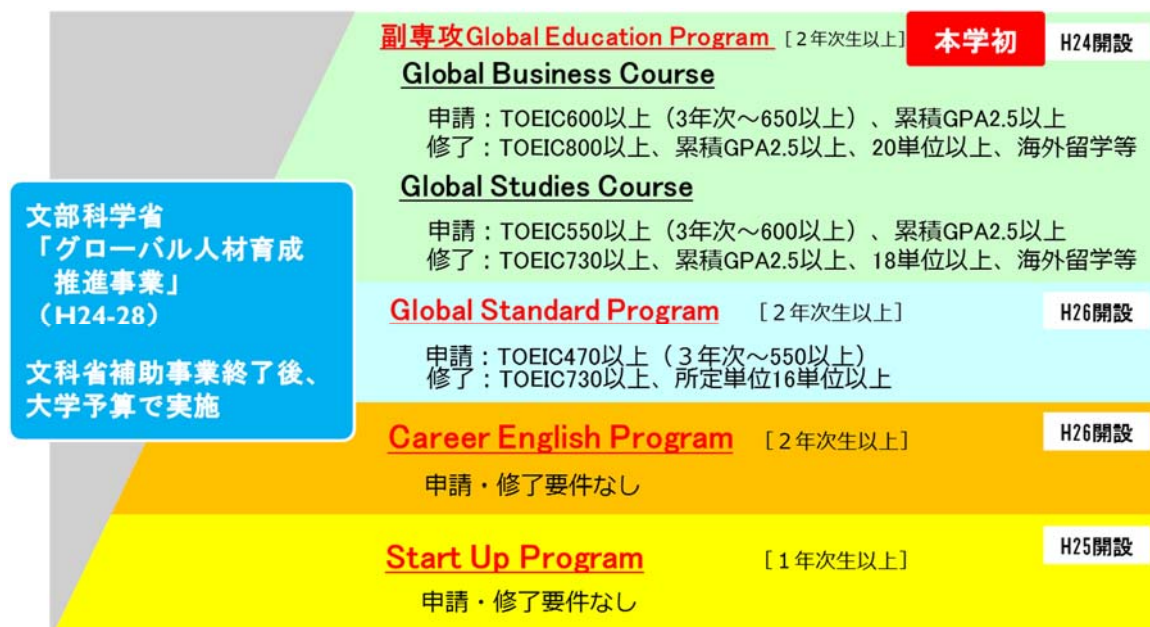 副専攻Global Education Program [２年次生以上] 本学初 H24開設
Global Business Course
申請：TOEIC600以上（3年次～650以上）、累積GPA2.5以上
修了：TOEIC800以上、累積GPA2.5以上、20単位以上、海外留学等
Global Studies Course
申請：TOEIC550以上（3年次～600以上）、累積GPA2.5以上
修了：TOEIC730以上、累積GPA2.5以上、18単位以上、海外留学等
文部科学省
「グローバル人材育成
推進事業」
（H24-28）
文科省補助事業終了後、
大学予算で実施
Global Standard Program [２年次生以上] H26開設
申請：TOEIC470以上（３年次～550以上）
修了：TOEIC730以上、所定単位16単位以上
Career English Program [２年次生以上] H26開設
申請・修了要件なし
Start Up Program [１年次生以上] H25開設
申請・修了要件なし